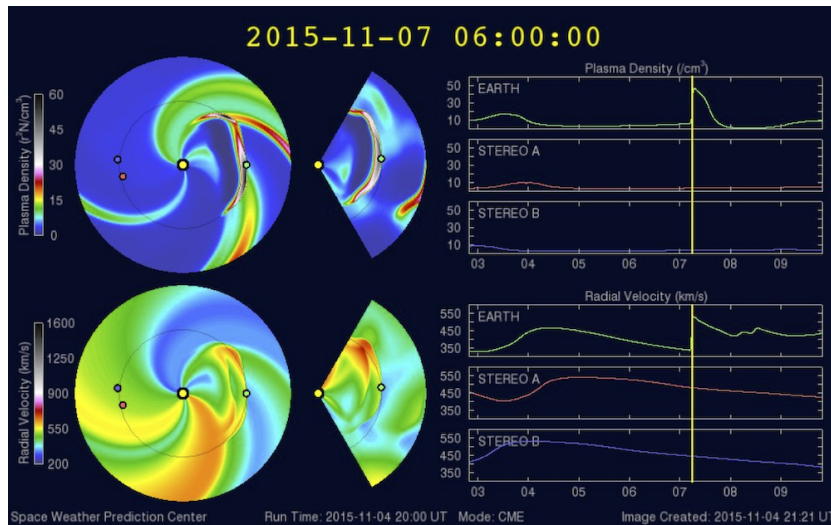 2015-11-07 06:00:00
Plasma Density (r²N/cm³)
60
45
30
15
0
Plasma Density (/cm³)
EARTH
50
30
10
STEREO A
50
30
10
STEREO B
50
30
10
03 04 05 06 07 08 09
Radial Velocity (km/s)
1600
1250
900
550
200
Radial Velocity (km/s)
EARTH
550
450
350
STEREO A
550
450
350
STEREO B
550
450
350
03 04 05 06 07 08 09
Space Weather Prediction Center Run Time: 2015-11-04 20:00 UT Mode: CME Image Created: 2015-11-04 21:21 UT